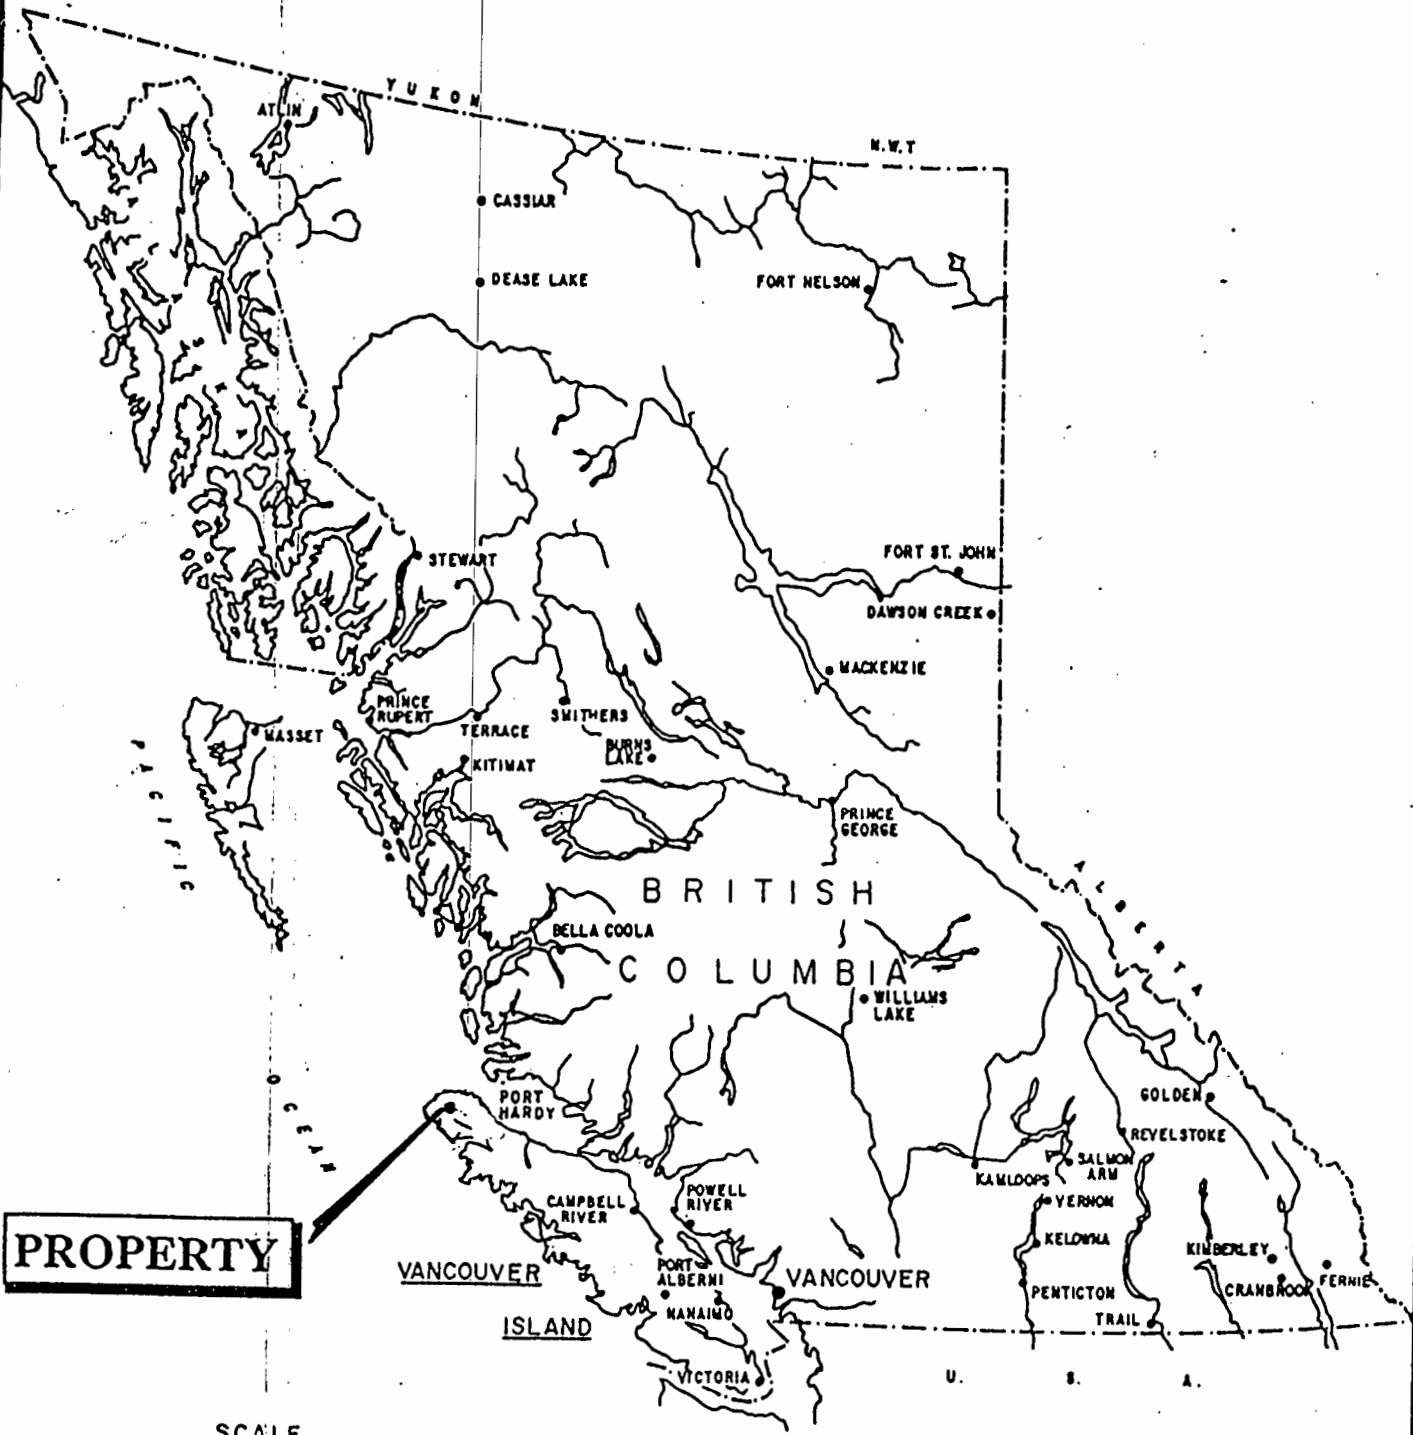 YUKON
N.W.T
ATLIN
CASSIAR
DEASE LAKE
FORT NELSON
ALASKA
STEWART
FORT ST. JOHN
DAWSON CREEK
MACKENZIE
PRINCE
RUPERT
TERRACE
SMITHERS
MASSET
BURNS
LAKE
KITIMAT
PACIFIC
PRINCE
GEORGE
ALBERTA
BRITISH
BELLA COOLA
COLUMBIA
WILLIAMS
LAKE
OCEAN
PORT
HARDY
GOLDEN
REVELSTOKE
SALMON
ARM
KAMLOOPS
CAMPBELL
RIVER
POWELL
RIVER
VERNON
KELOWNA
PROPERTY
KIMBERLEY
VANCOUVER
PORT
ALBERNI
VANCOUVER
FERNIE
PENTICTON
CRANBROOK
NANAIMO
TRAIL
ISLAND
VICTORIA
U. S. A.
SCALE